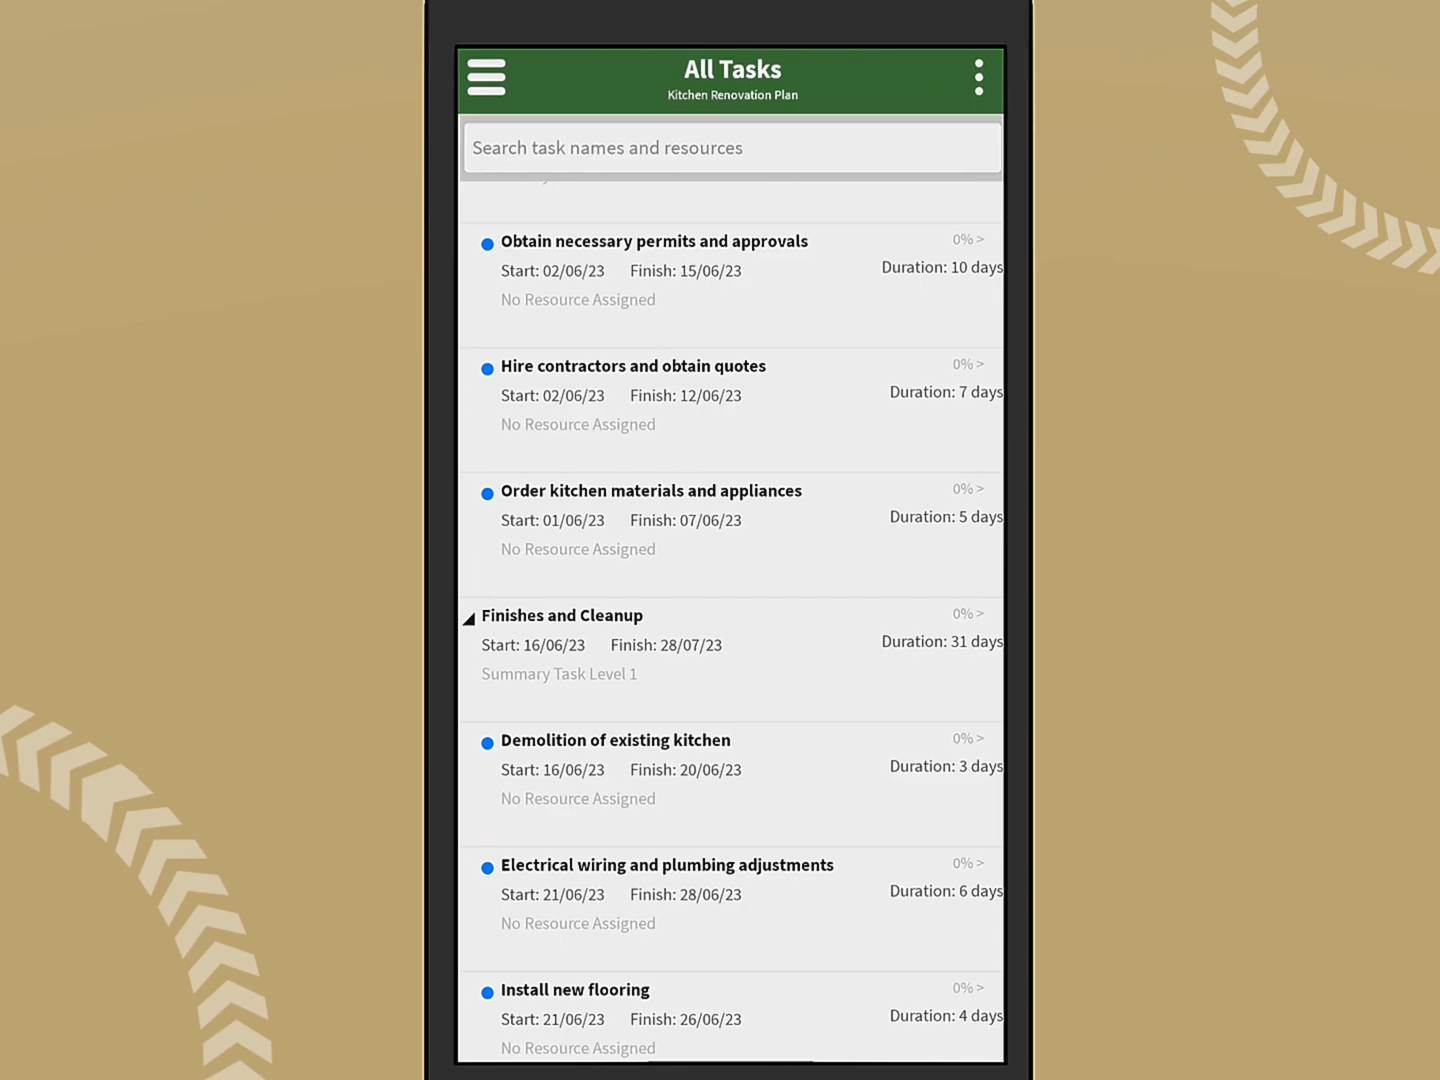 All Tasks
Kitchen Renovation Plan
Search task names and resources
Obtain necessary permits and approvals
0% >
Start: 02/06/23 Finish: 15/06/23
Duration: 10 days
No Resource Assigned
Hire contractors and obtain quotes
0% >
Start: 02/06/23 Finish: 12/06/23
Duration: 7 days
No Resource Assigned
Order kitchen materials and appliances
0% >
Start: 01/06/23 Finish: 07/06/23
Duration: 5 days
No Resource Assigned
Finishes and Cleanup
0% >
Start: 16/06/23 Finish: 28/07/23
Duration: 31 days
Summary Task Level 1
Demolition of existing kitchen
0% >
Start: 16/06/23 Finish: 20/06/23
Duration: 3 days
No Resource Assigned
Electrical wiring and plumbing adjustments
0% >
Start: 21/06/23 Finish: 28/06/23
Duration: 6 days
No Resource Assigned
Install new flooring
0% >
Start: 21/06/23 Finish: 26/06/23
Duration: 4 days
No Resource Assigned